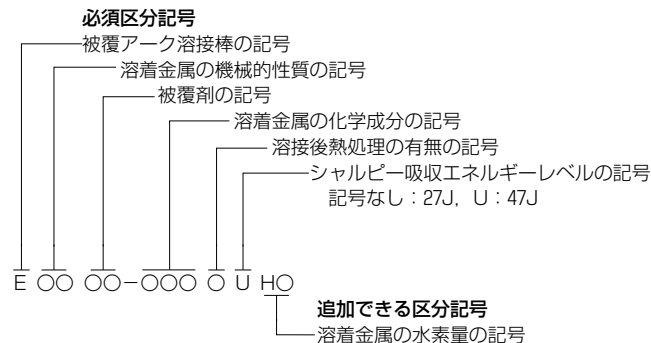 必須区分記号
被覆アーク溶接棒の記号
溶着金属の機械的性質の記号
被覆剤の記号
溶着金属の化学成分の記号
溶接後熱処理の有無の記号
シャルピー吸収エネルギーレベルの記号
記号なし：27J，U：47J
E ○○ ○○-○○○ ○ U H○
追加できる区分記号
溶着金属の水素量の記号